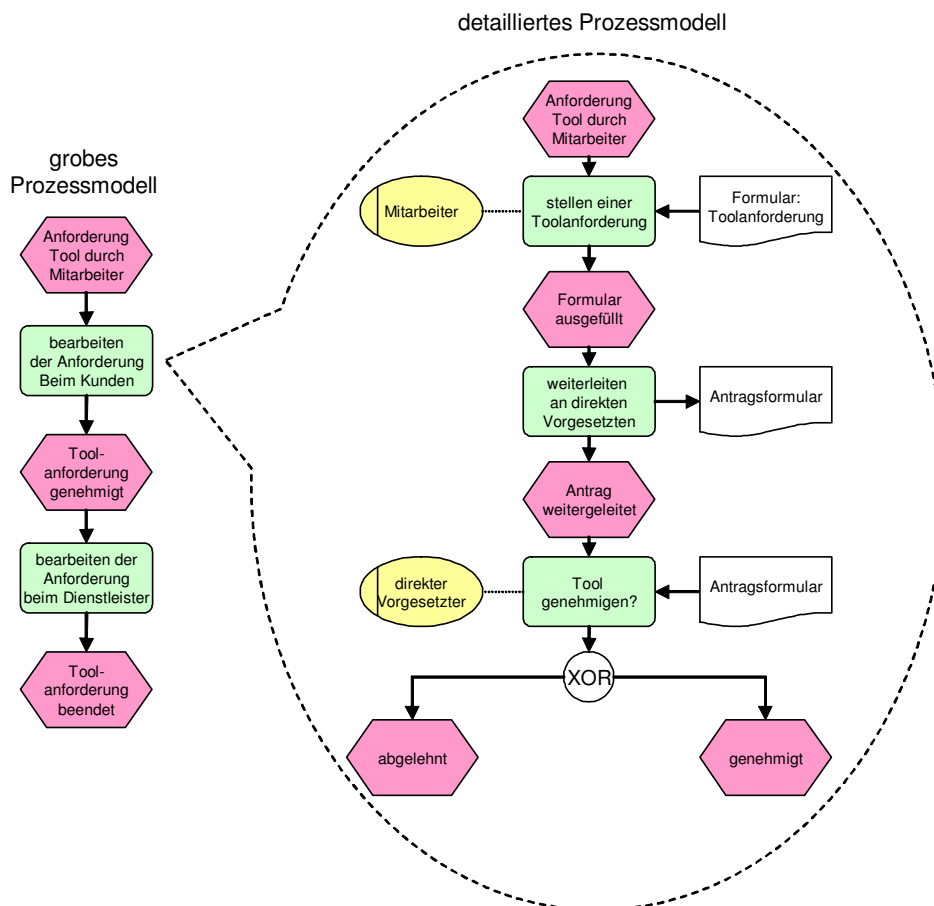 detailliertes Prozessmodell
grobes
Prozessmodell
Anforderung
Tool durch
Mitarbeiter
bearbeiten
der Anforderung
Beim Kunden
Tool-
anforderung
genehmigt
bearbeiten der
Anforderung
beim Dienstleister
Tool-
anforderung
beendet
Anforderung
Tool durch
Mitarbeiter
Mitarbeiter
stellen einer
Toolanforderung
Formular:
Toolanforderung
Formular
ausgefüllt
weiterleiten
an direkten
Vorgesetzten
Antragsformular
Antrag
weitergeleitet
direkter
Vorgesetzter
Tool
genehmigen?
Antragsformular
XOR
abgelehnt
genehmigt